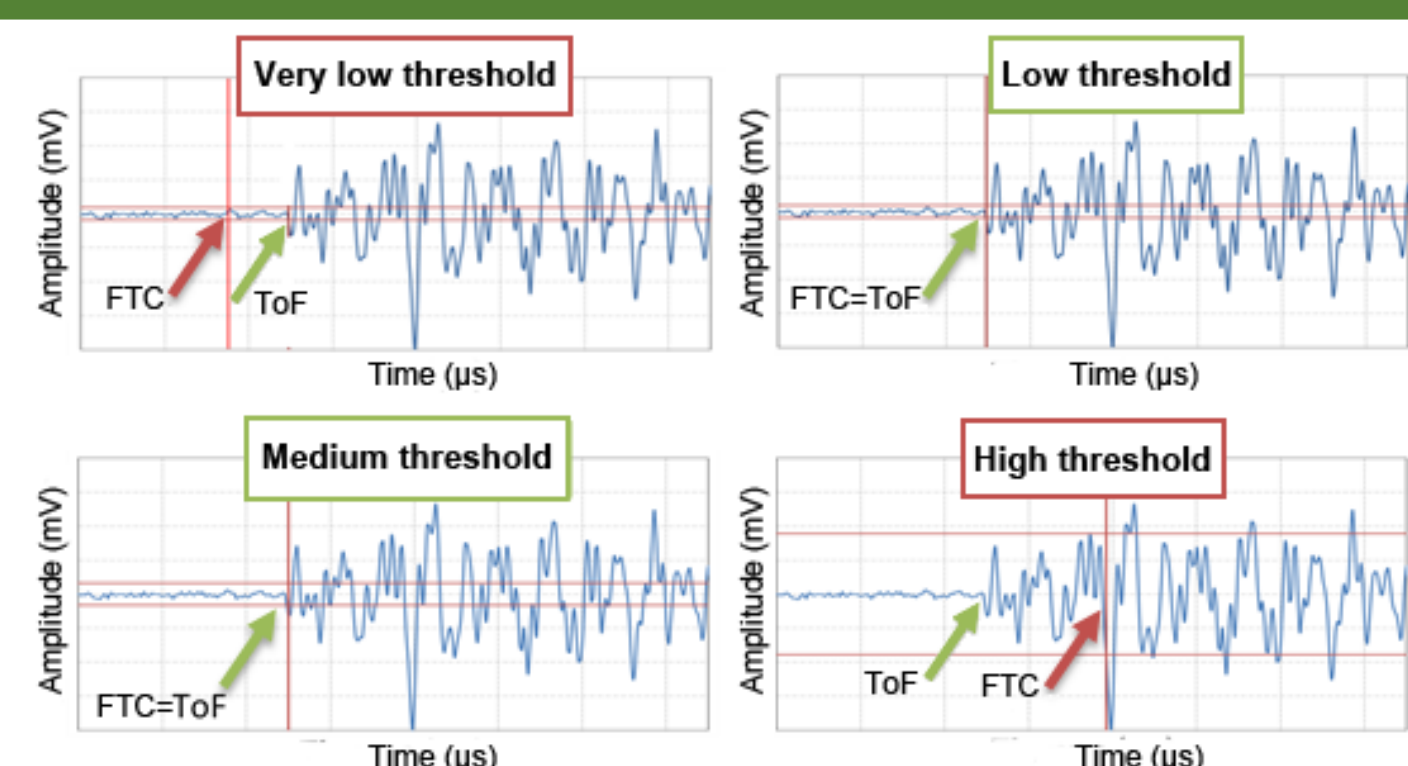 Very low threshold
Amplitude (mV)
FTC
ToF
Time (µs)
Low threshold
Amplitude (mV)
FTC=ToF
Time (µs)
Medium threshold
Amplitude (mV)
FTC=ToF
Time (µs)
High threshold
Amplitude (mV)
ToF
FTC
Time (µs)